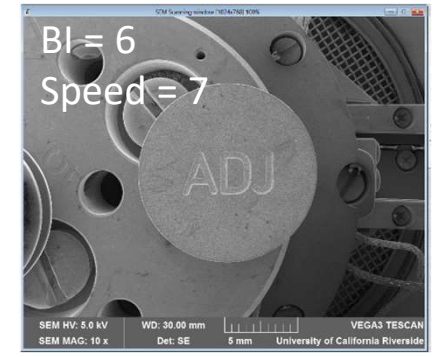 SEM Scanning window [1024x768] 100%
BI = 6
Speed = 7
ADJ
SEM HV: 5.0 kV
WD: 30.00 mm
VEGA3 TESCAN
SEM MAG: 10 x
Det: SE
5 mm
University of California Riverside